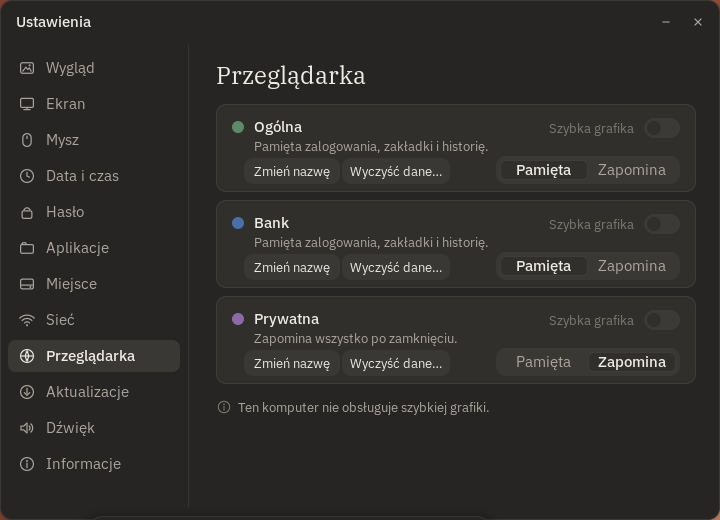 Ustawienia
Wygląd
Ekran
Mysz
Data i czas
Hasło
Aplikacje
Miejsce
Sieć
Przeglądarka
Aktualizacje
Dźwięk
Informacje
Przeglądarka
Ogólna
Szybka grafika
Pamięta zalogowania, zakładki i historię.
Zmień nazwę Wyczyść dane... Pamięta Zapomina
Bank
Szybka grafika
Pamięta zalogowania, zakładki i historię.
Zmień nazwę Wyczyść dane... Pamięta Zapomina
Prywatna
Szybka grafika
Zapomina wszystko po zamknięciu.
Zmień nazwę Wyczyść dane... Pamięta Zapomina
Ten komputer nie obsługuje szybkiej grafiki.